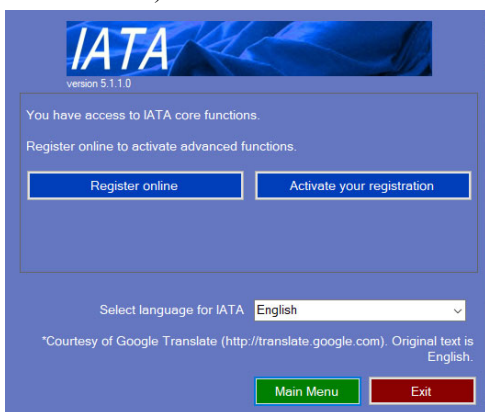 IATA
version 5.1.1.0
You have access to IATA core functions.
Register online to activate advanced functions.
Register online
Activate your registration
Select language for IATA English
*Courtesy of Google Translate (http://translate.google.com). Original text is
English.
Main Menu
Exit